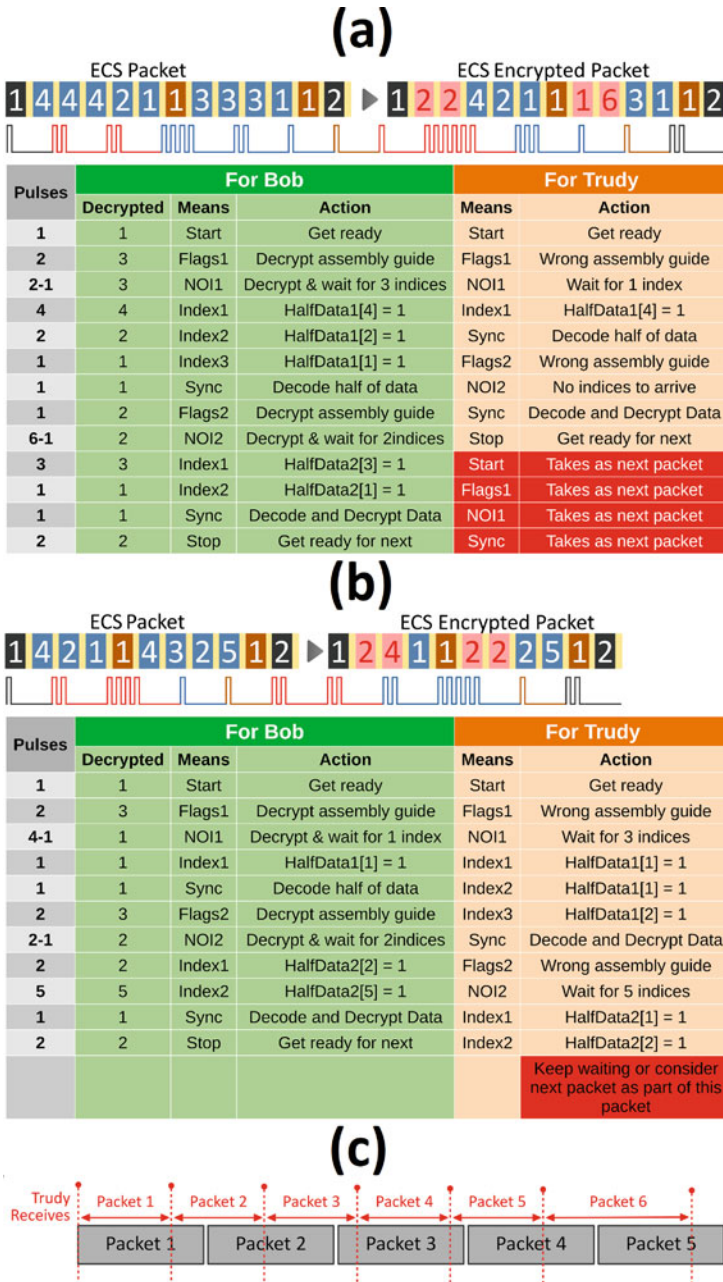 (a)
ECS Packet ECS Encrypted Packet
1 4 4 4 2 1 1 3 3 3 1 1 2 1 2 2 4 2 1 1 1 6 3 1 1 2
Pulses For Bob For Trudy
Decrypted Means Action Means Action
1 1 Start Get ready Start Get ready
2 3 Flags1 Decrypt assembly guide Flags1 Wrong assembly guide
2-1 3 NOI1 Decrypt & wait for 3 indices NOI1 Wait for 1 index
4 4 Index1 HalfData1[4] = 1 Index1 HalfData1[4] = 1
2 2 Index2 HalfData1[2] = 1 Sync Decode half of data
1 1 Index3 HalfData1[1] = 1 Flags2 Wrong assembly guide
1 1 Sync Decode half of data NOI2 No indices to arrive
1 2 Flags2 Decrypt assembly guide Sync Decode and Decrypt Data
6-1 2 NOI2 Decrypt & wait for 2indices Stop Get ready for next
3 3 Index1 HalfData2[3] = 1 Start Takes as next packet
1 1 Index2 HalfData2[1] = 1 Flags1 Takes as next packet
1 1 Sync Decode and Decrypt Data NOI1 Takes as next packet
2 2 Stop Get ready for next Sync Takes as next packet
(b)
ECS Packet ECS Encrypted Packet
1 4 2 1 1 4 3 2 5 1 2 1 2 4 1 1 2 2 2 5 1 2
Pulses For Bob For Trudy
Decrypted Means Action Means Action
1 1 Start Get ready Start Get ready
2 3 Flags1 Decrypt assembly guide Flags1 Wrong assembly guide
4-1 1 NOI1 Decrypt & wait for 1 index NOI1 Wait for 3 indices
1 1 Index1 HalfData1[1] = 1 Index1 HalfData1[1] = 1
1 1 Sync Decode half of data Index2 HalfData1[1] = 1
2 3 Flags2 Decrypt assembly guide Index3 HalfData1[2] = 1
2-1 2 NOI2 Decrypt & wait for 2indices Sync Decode and Decrypt Data
2 2 Index1 HalfData2[2] = 1 Flags2 Wrong assembly guide
5 5 Index2 HalfData2[5] = 1 NOI2 Wait for 5 indices
1 1 Sync Decode and Decrypt Data Index1 HalfData2[1] = 1
2 2 Stop Get ready for next Index2 HalfData2[2] = 1
Keep waiting or consider
next packet as part of this
packet
(c)
Trudy
Receives
Packet 1 Packet 2 Packet 3 Packet 4 Packet 5 Packet 6
Packet 1 Packet 2 Packet 3 Packet 4 Packet 5